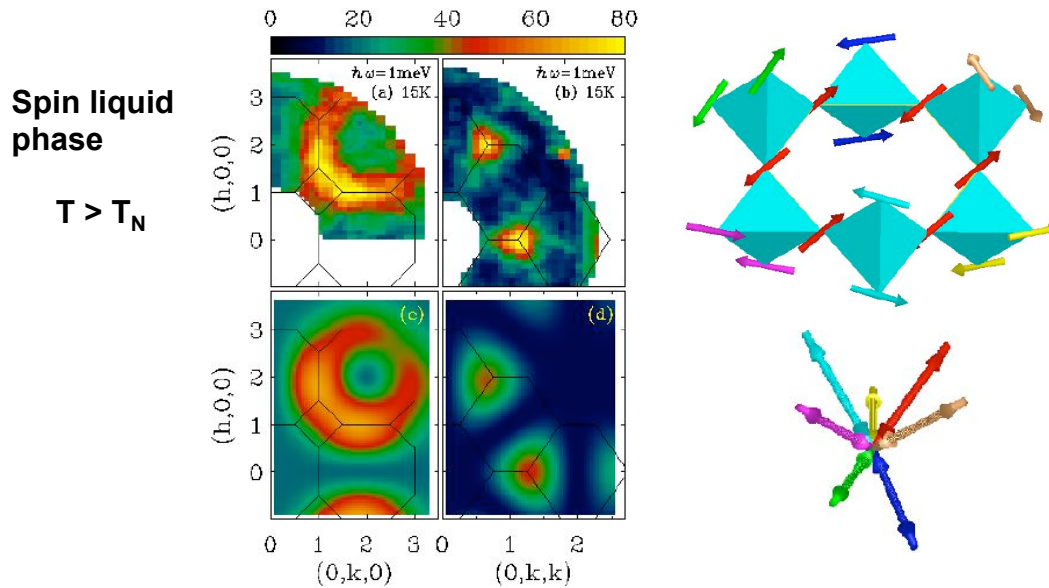 Spin liquid
phase
T > T_N
0 20 40 60 80
ħω=1meV
(a) 15K
ħω=1meV
(b) 15K
3
2
1
0
(h,0,0)
(h,0,0)
(c)
(d)
3
2
1
0
(h,0,0)
0 1 2 3
(0,k,0)
1 2
(0,k,k)